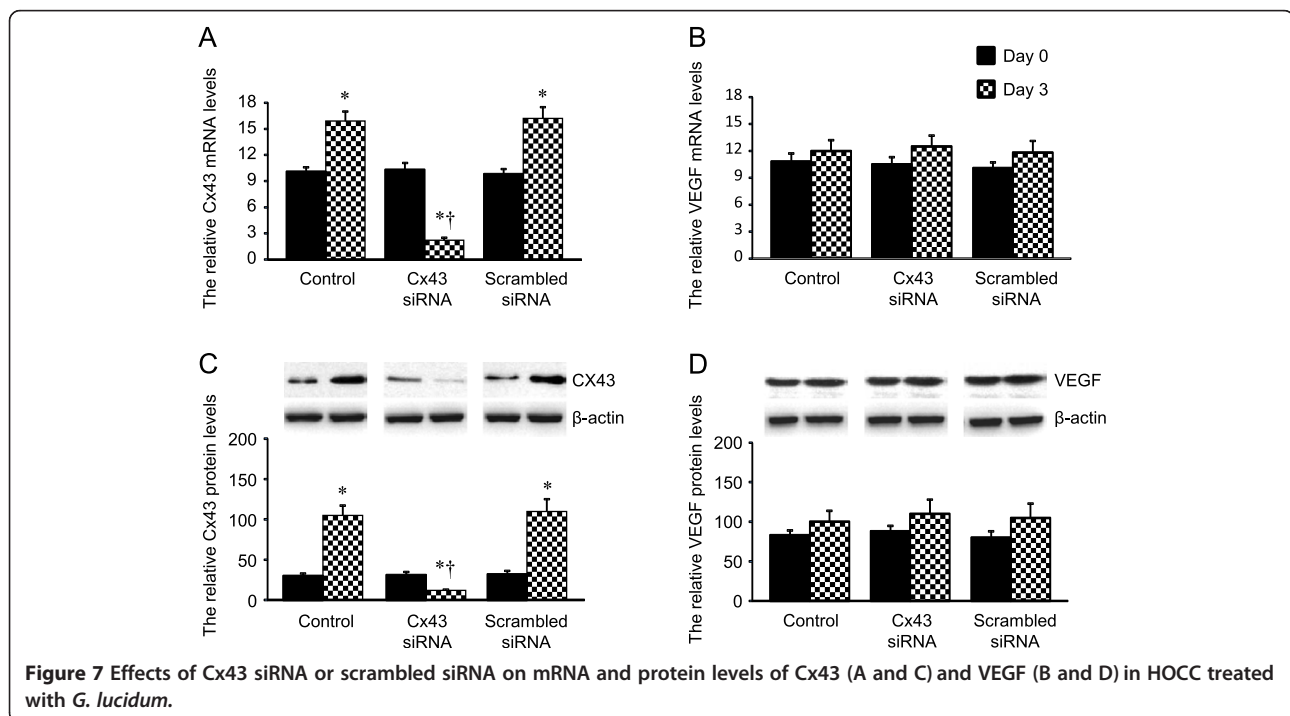 A
The relative Cx43 mRNA levels
18
15
12
9
6
3
0
*
*†
*
Control
Cx43
siRNA
Scrambled
siRNA
B
Day 0
Day 3
The relative VEGF mRNA levels
18
15
12
9
12
3
12
Control
Cx43
siRNA
Scrambled
siRNA
C
CX43
β-actin
The relative Cx43 protein levels
200
150
100
50
0
*
*†
*
Control
Cx43
siRNA
Scrambled
siRNA
D
VEGF
β-actin
The relative VEGF protein levels
200
150
100
50
0
Control
Cx43
siRNA
Scrambled
siRNA
Figure 7 Effects of Cx43 siRNA or scrambled siRNA on mRNA and protein levels of Cx43 (A and C) and VEGF (B and D) in HOCC treated
with G. lucidum.